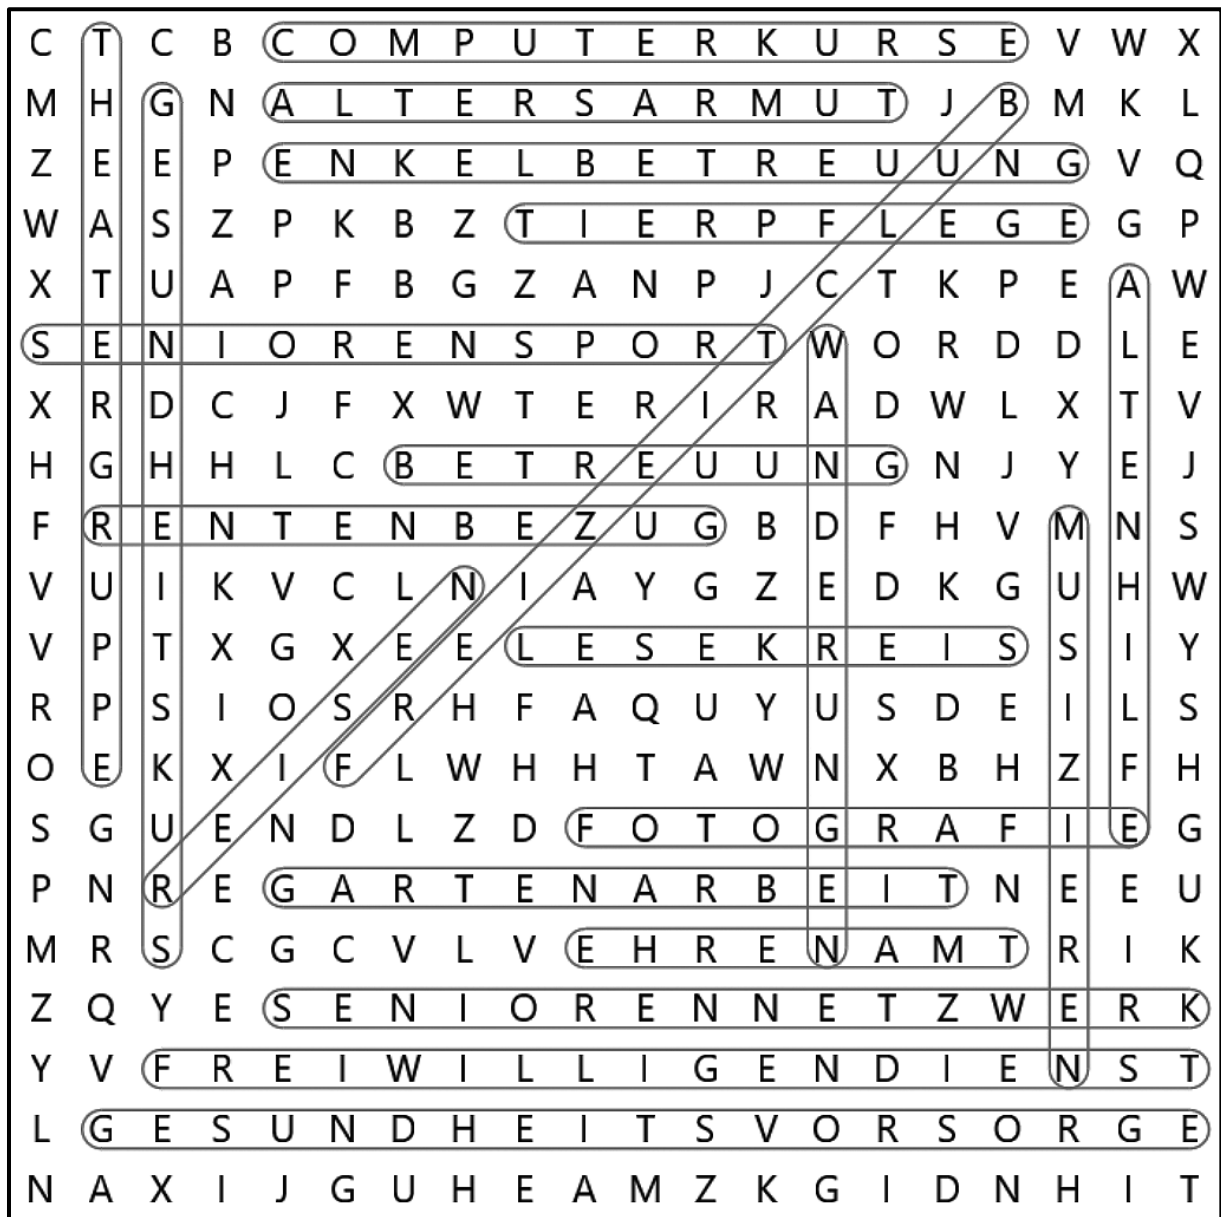 C T C B C O M P U T E R K U R S E V W X
M H G N A L T E R S A R M U T J B M K L
Z E E P E N K E L B E T R E U U N G V Q
W A S Z P K B Z T I E R P F L E G E G P
X T U A P F B G Z A N P J C T K P E A W
S E N I O R E N S P O R T W O R D D L E
X R D C J F X W T E R I R A D W L X T V
H G H H L C B E T R E U U N G N J Y E J
F R E N T E N B E Z U G B D F H V M N S
V U I K V C L N I A Y G Z E D K G U H W
V P T X G X E E L E S E K R E I S S I Y
R P S I O S R H F A Q U Y U S D E I L S
O E K X I F L W H H T A W N X B H Z F H
S G U E N D L Z D F O T O G R A F I E G
P N R E G A R T E N A R B E I T N E E U
M R S C G C V L V E H R E N A M T R I K
Z Q Y E S E N I O R E N N E T Z W E R K
Y V F R E I W I L L I G E N D I E N S T
L G E S U N D H E I T S V O R S O R G E
N A X I J G U H E A M Z K G I D N H I T